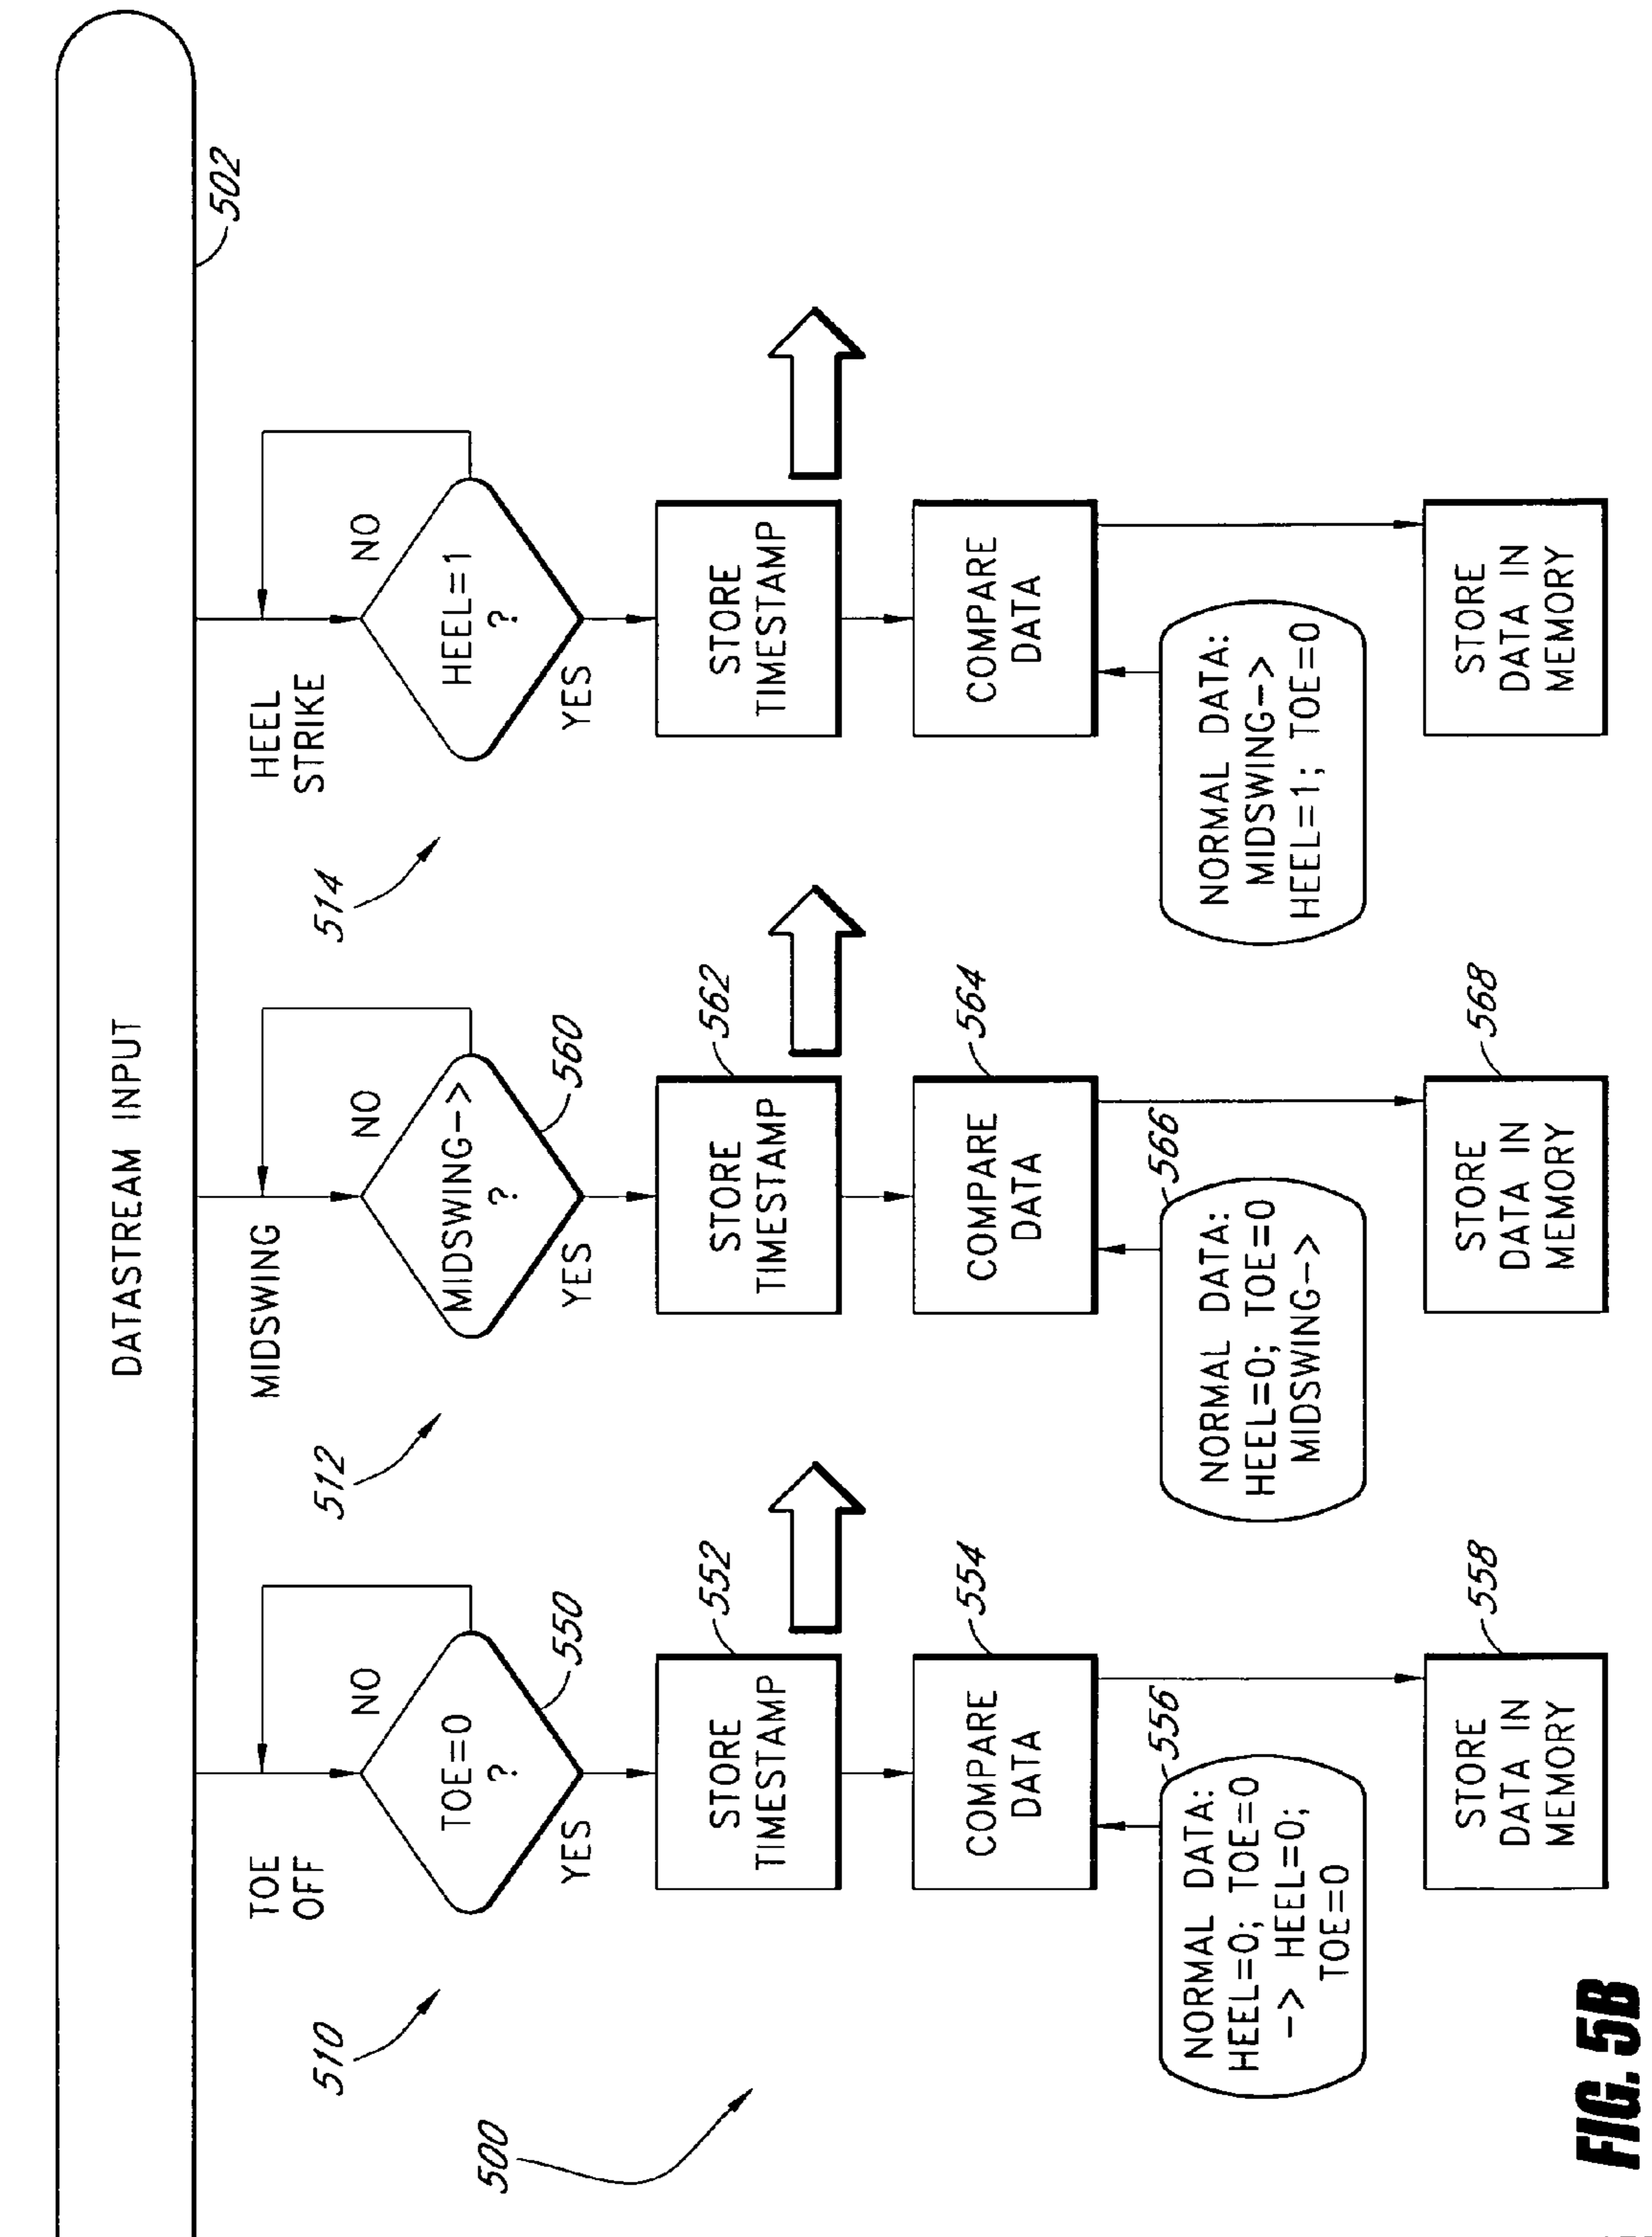 DATASTREAM INPUT
502
500
510
TOE
OFF
NO
TOE=0
?
550
YES
STORE
TIMESTAMP
552
COMPARE
DATA
554
556
NORMAL DATA:
HEEL=0; TOE=0
-> HEEL=0;
TOE=0
STORE
DATA IN
MEMORY
558
512
MIDSWING
NO
MIDSWING->
?
560
YES
STORE
TIMESTAMP
562
COMPARE
DATA
564
566
NORMAL DATA:
HEEL=0; TOE=0
MIDSWING->
STORE
DATA IN
MEMORY
568
514
HEEL
STRIKE
NO
HEEL=1
?
YES
STORE
TIMESTAMP
COMPARE
DATA
NORMAL DATA:
MIDSWING->
HEEL=1; TOE=0
STORE
DATA IN
MEMORY
FIG. 5B